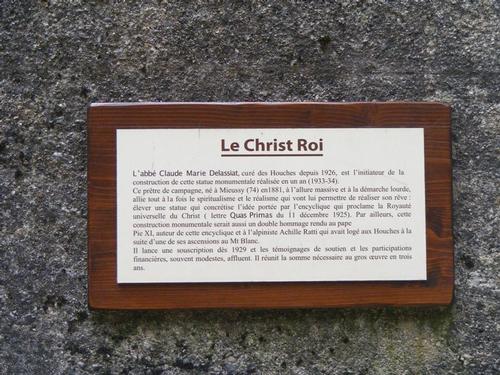 Le Christ Roi
L'abbé Claude Marie Delassiat, curé des Houches depuis 1926, est l'initiateur de la
construction de cette statue monumentale réalisée en un an (1933-34).
Ce prètre de campagne, né à Mieussy (74) en1881, à l'allure massive et à la démarche lourde,
allie tout à la fois le spiritualisme et le réalisme qui vont lui permettre de réaliser son rêve :
élever une statue qui concrétise l'idée portée par l'encyclique qui proclame la Royauté
universelle du Christ ( lettre Quas Primas du 11 décembre 1925). Par ailleurs, cette
construction monumentale serait aussi un double hommage rendu au pape
Pie XI, auteur de cette encyclique et à l'alpiniste Achille Ratti qui avait logé aux Houches à la
suite d'une de ses ascensions au Mt Blanc.
Il lance une souscription dès 1929 et les témoignages de soutien et les participations
financières, souvent modestes, affluent. Il réunit la somme nécessaire au gros œuvre en trois
ans.